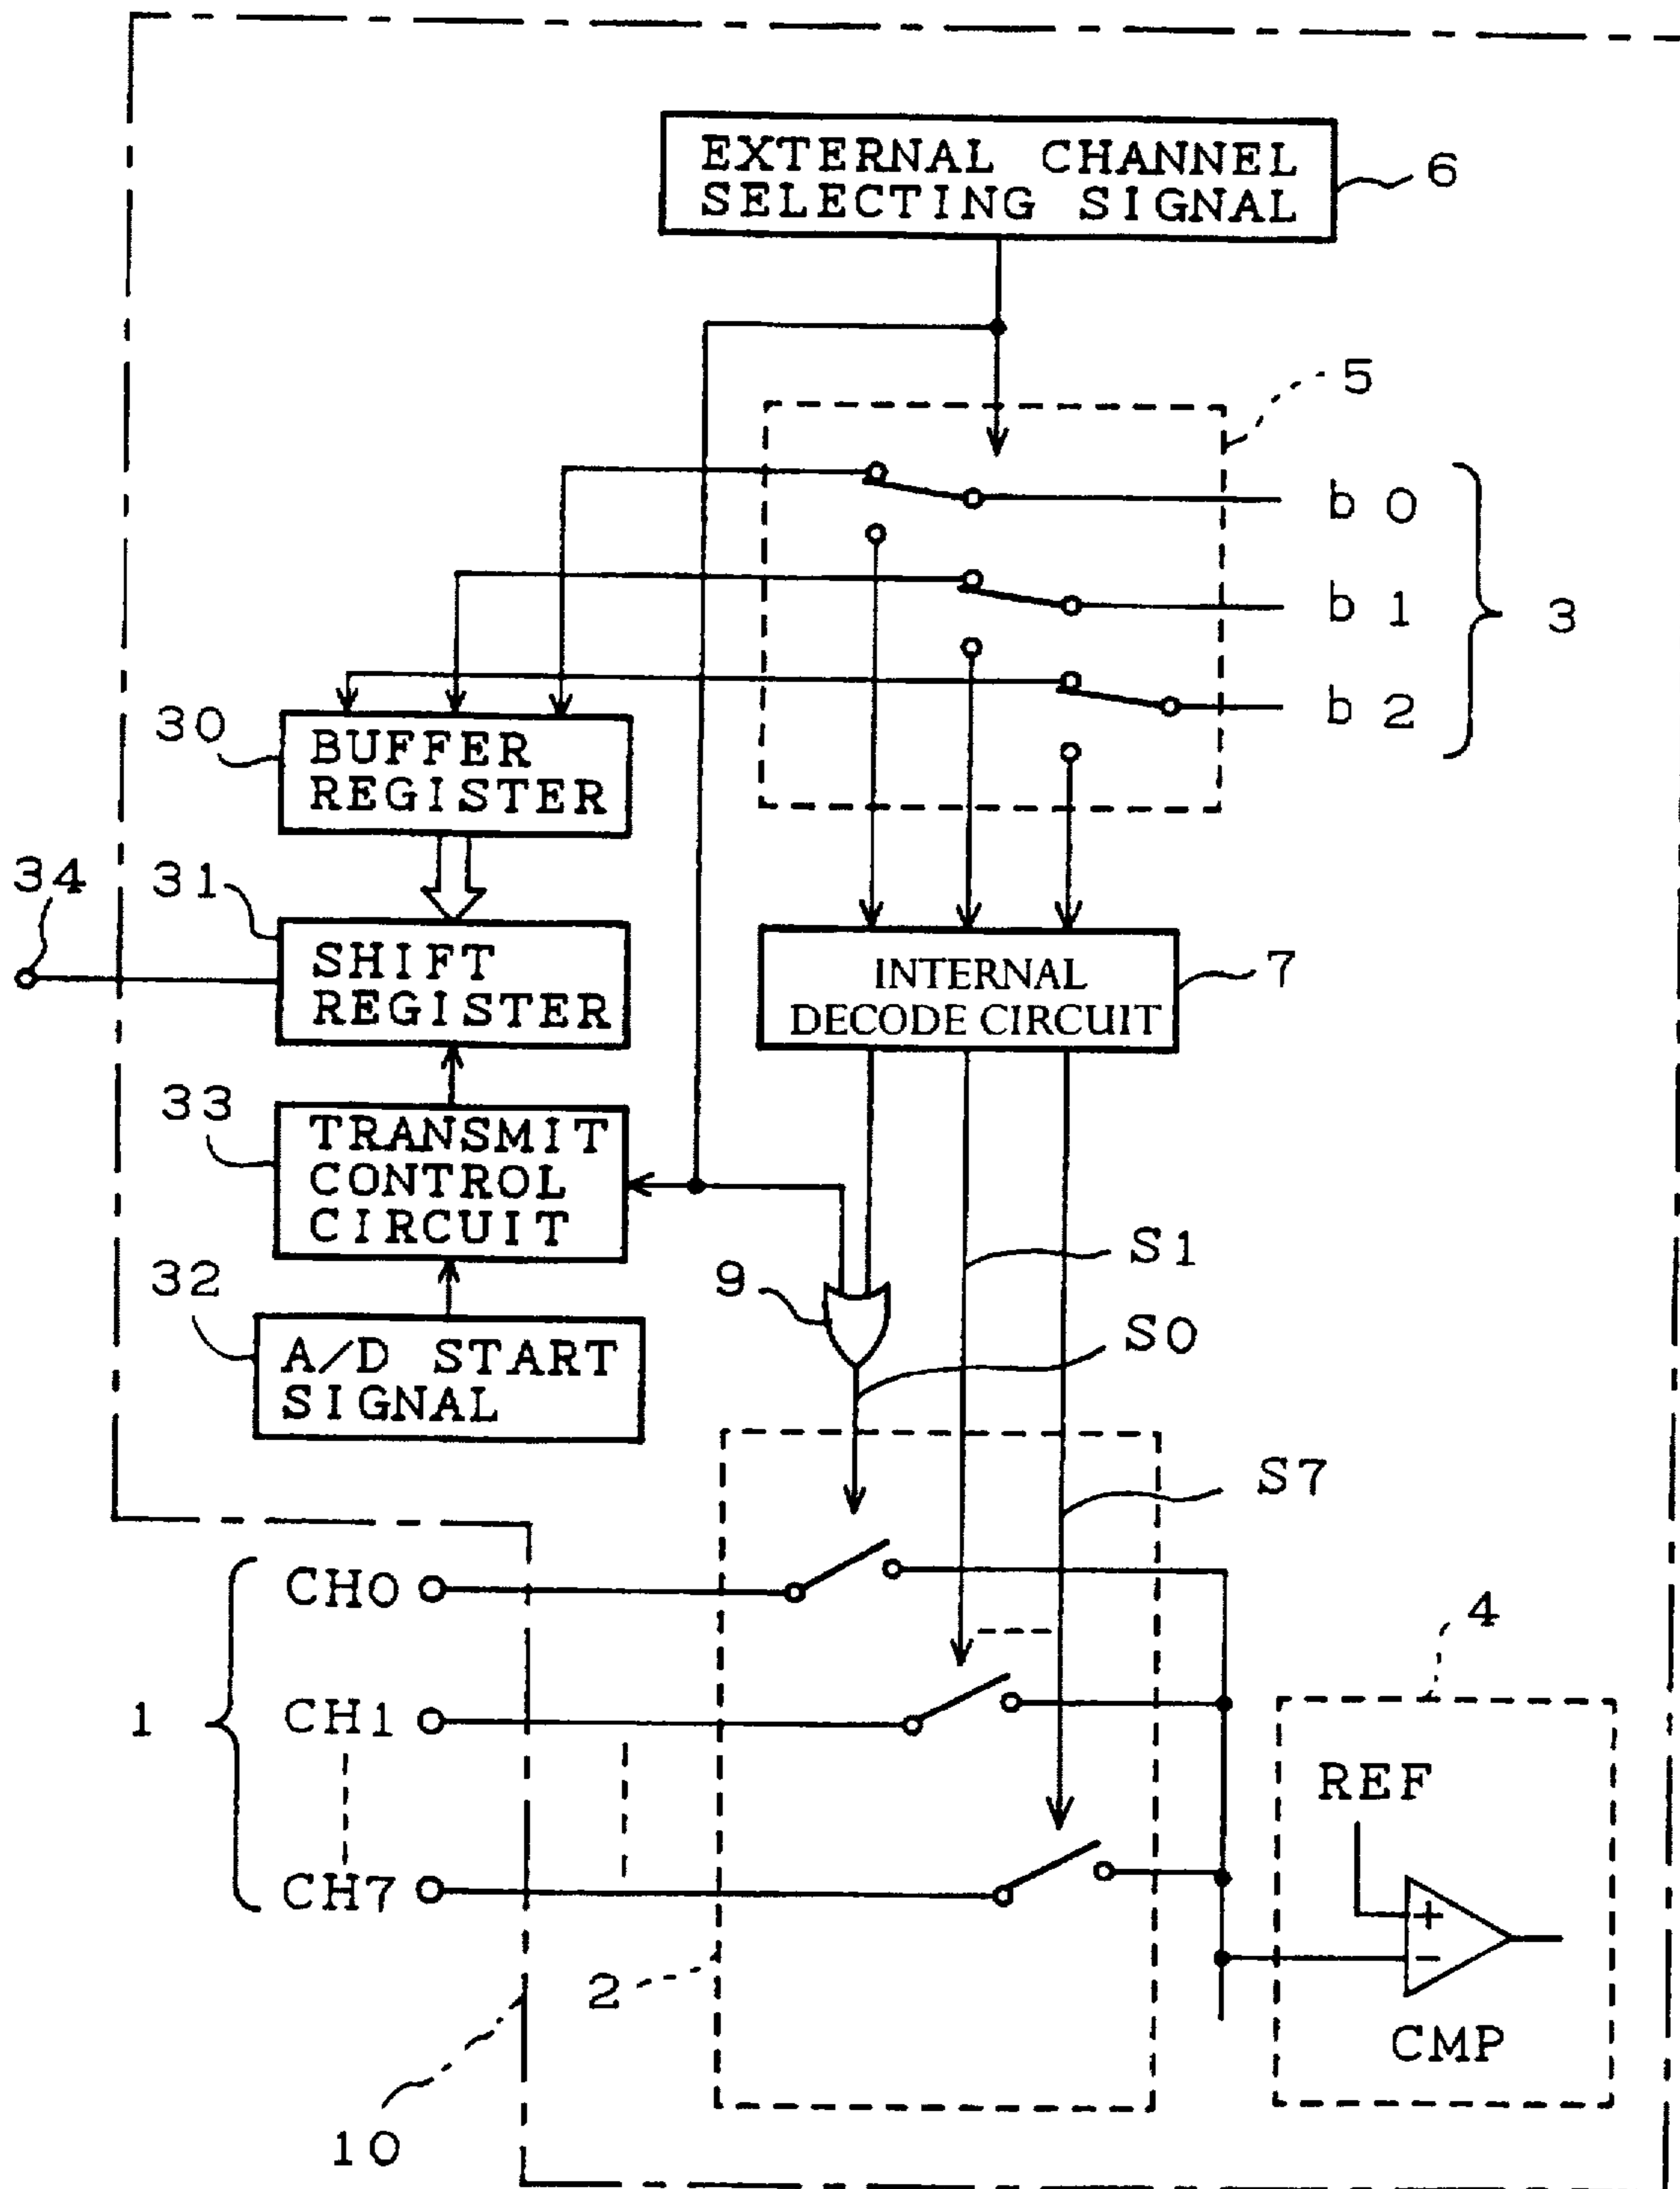 EXTERNAL CHANNEL
SELECTING SIGNAL
6
5
b 0
b 1
b 2
3
30
BUFFER
REGISTER
34
31
SHIFT
REGISTER
INTERNAL
DECODE CIRCUIT
7
33
TRANSMIT
CONTROL
CIRCUIT
32
A/D START
SIGNAL
9
S1
S0
S7
1
CH0
CH1
CH7
4
REF
+
−
CMP
2
10